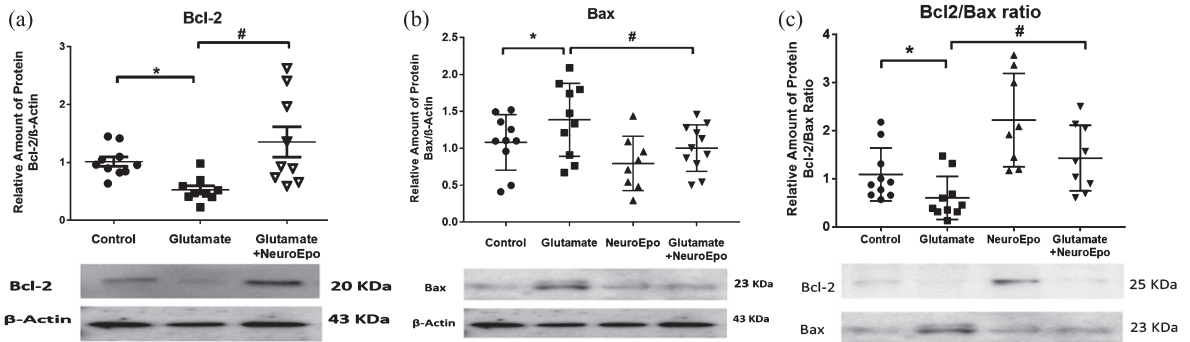 (a)
Bcl-2
Relative Amount of Protein
Bcl-2/ß-Actin
3
2
1
0
*
#
Control
Glutamate
Glutamate
+NeuroEpo
Bcl-2
20 KDa
β-Actin
43 KDa
(b)
Bax
Relative Amount of Protein
Bax/ß-Actin
2.5
2.0
1.5
1.0
0.5
0.0
*
#
Control
Glutamate
NeuroEpo
Glutamate
+NeuroEpo
Bax
23 KDa
β-Actin
43 KDa
(c)
Bcl2/Bax ratio
Relative Amount of Protein
Bcl-2/Bax Ratio
4
3
2
1
0
*
#
Control
Glutamate
NeuroEpo
Glutamate
+NeuroEpo
Bcl-2
25 KDa
Bax
23 KDa